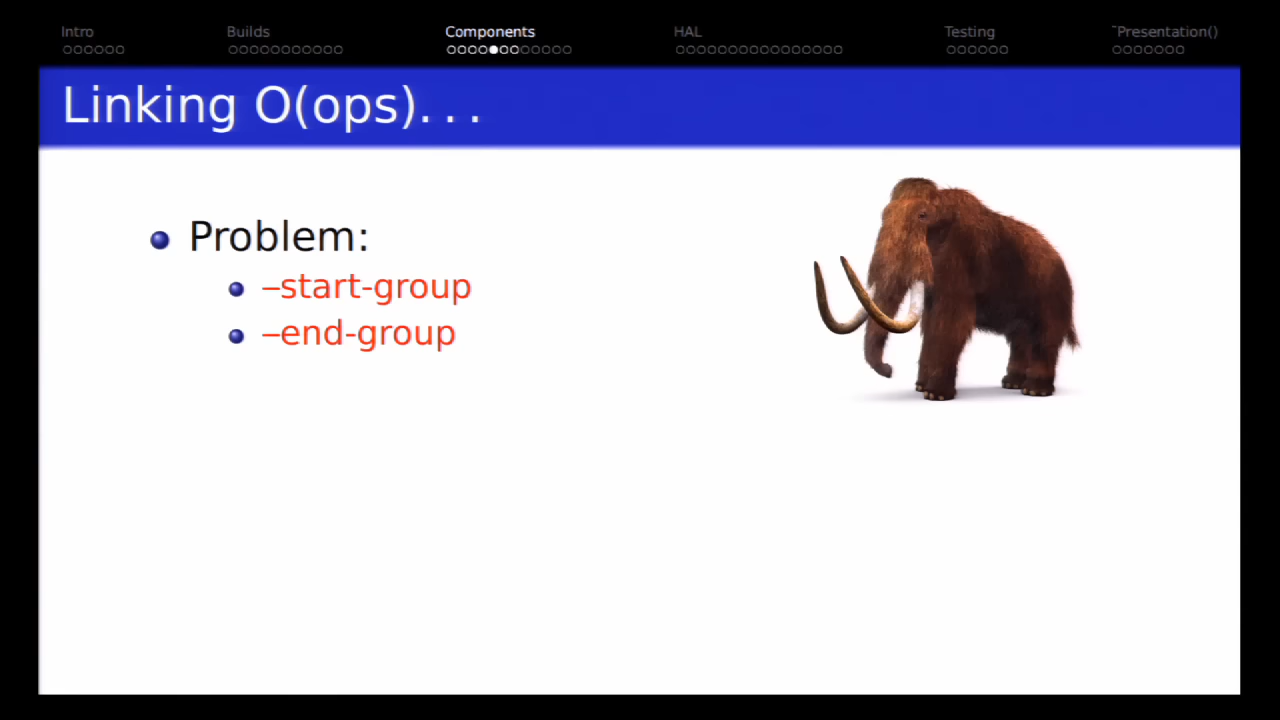 Intro Builds Components HAL Testing ~Presentation()
Linking O(ops)...
Problem:
–start-group
–end-group